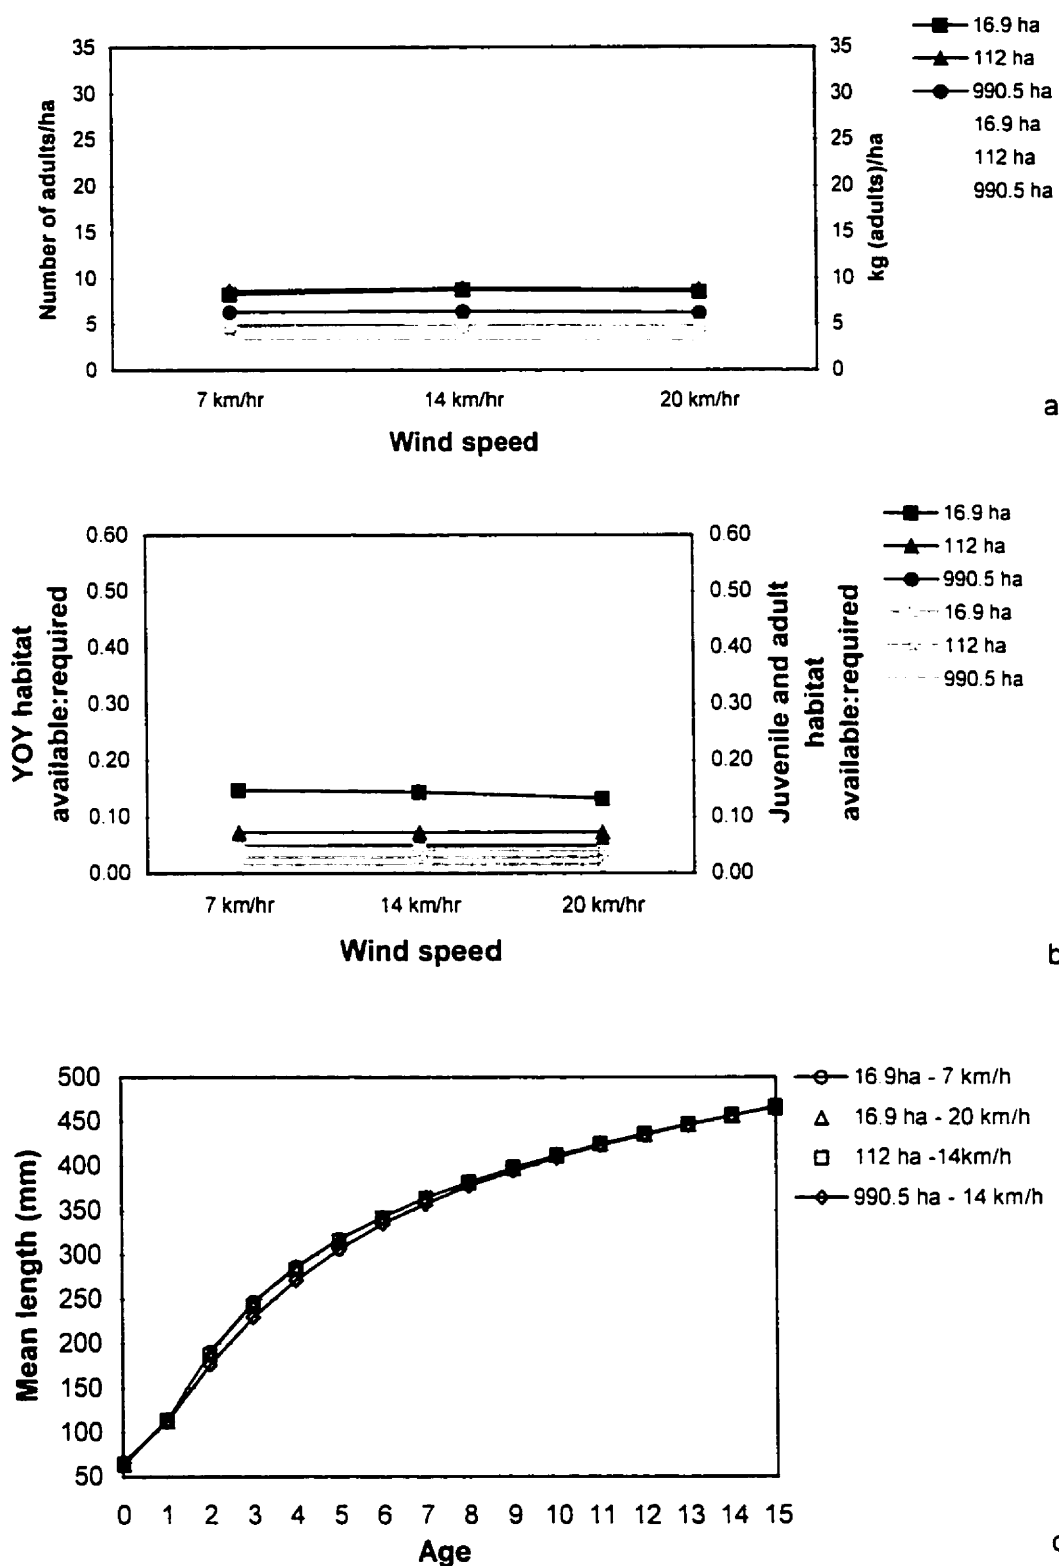 16.9 ha
112 ha
990.5 ha
16.9 ha
112 ha
990.5 ha
Number of adults/ha
35
30
25
20
15
10
5
0
kg (adults)/ha
35
30
25
20
15
10
5
0
7 km/hr
14 km/hr
20 km/hr
Wind speed
a
16.9 ha
112 ha
990.5 ha
16.9 ha
112 ha
990.5 ha
YOY habitat
available:required
0.60
0.50
0.40
0.30
0.20
0.10
0.00
Juvenile and adult
habitat
available:required
0.60
0.50
0.40
0.30
0.20
0.10
0.00
7 km/hr
14 km/hr
20 km/hr
Wind speed
b
16.9ha - 7 km/h
16.9 ha - 20 km/h
112 ha -14km/h
990.5 ha - 14 km/h
Mean length (mm)
500
450
400
350
300
250
200
150
100
50
0 1 2 3 4 5 6 7 8 9 10 11 12 13 14 15
Age